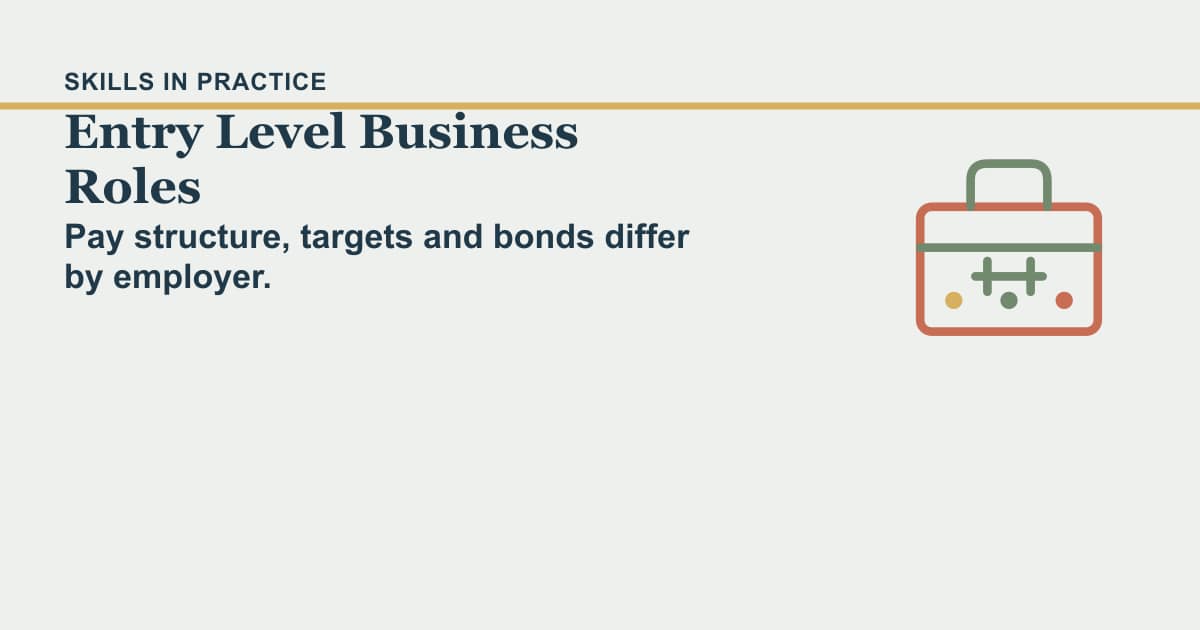 SKILLS IN PRACTICE
Entry Level Business
Roles
Pay structure, targets and bonds differ
by employer.